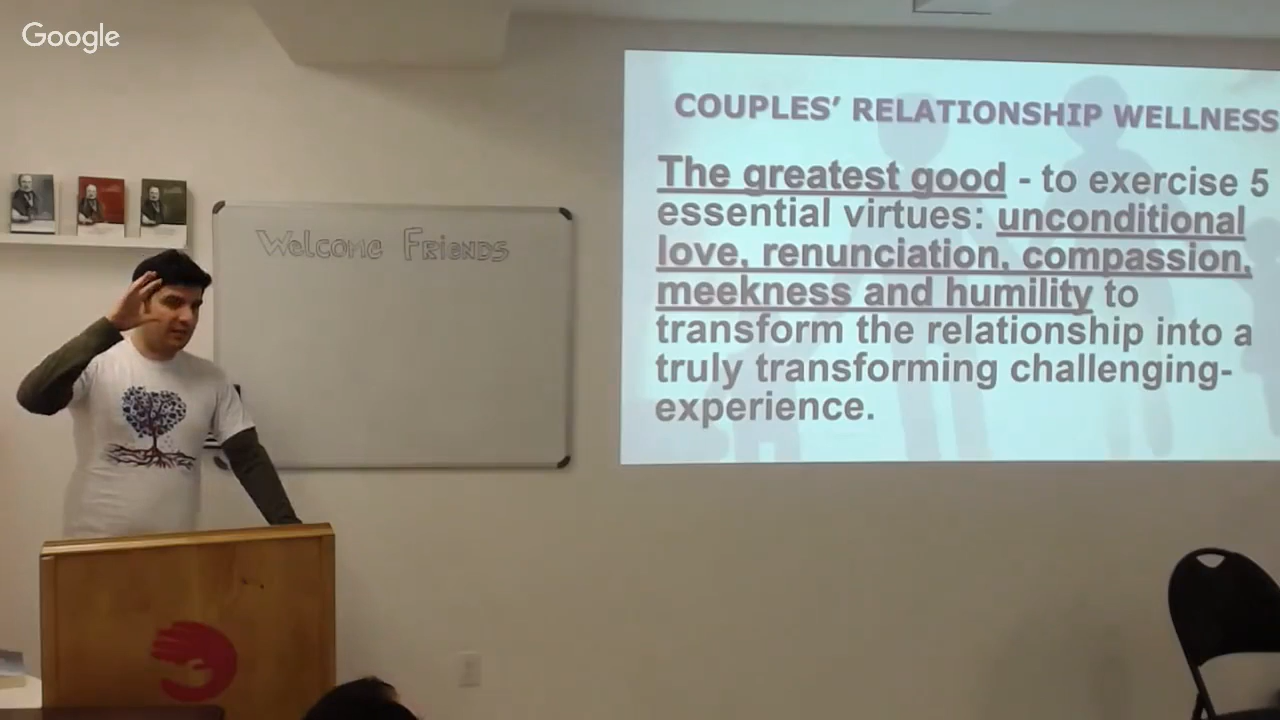 Google
Welcome Friends
COUPLES' RELATIONSHIP WELLNESS
The greatest good - to exercise 5
essential virtues: unconditional
love, renunciation, compassion,
meekness and humility to
transform the relationship into a
truly transforming challenging-
experience.